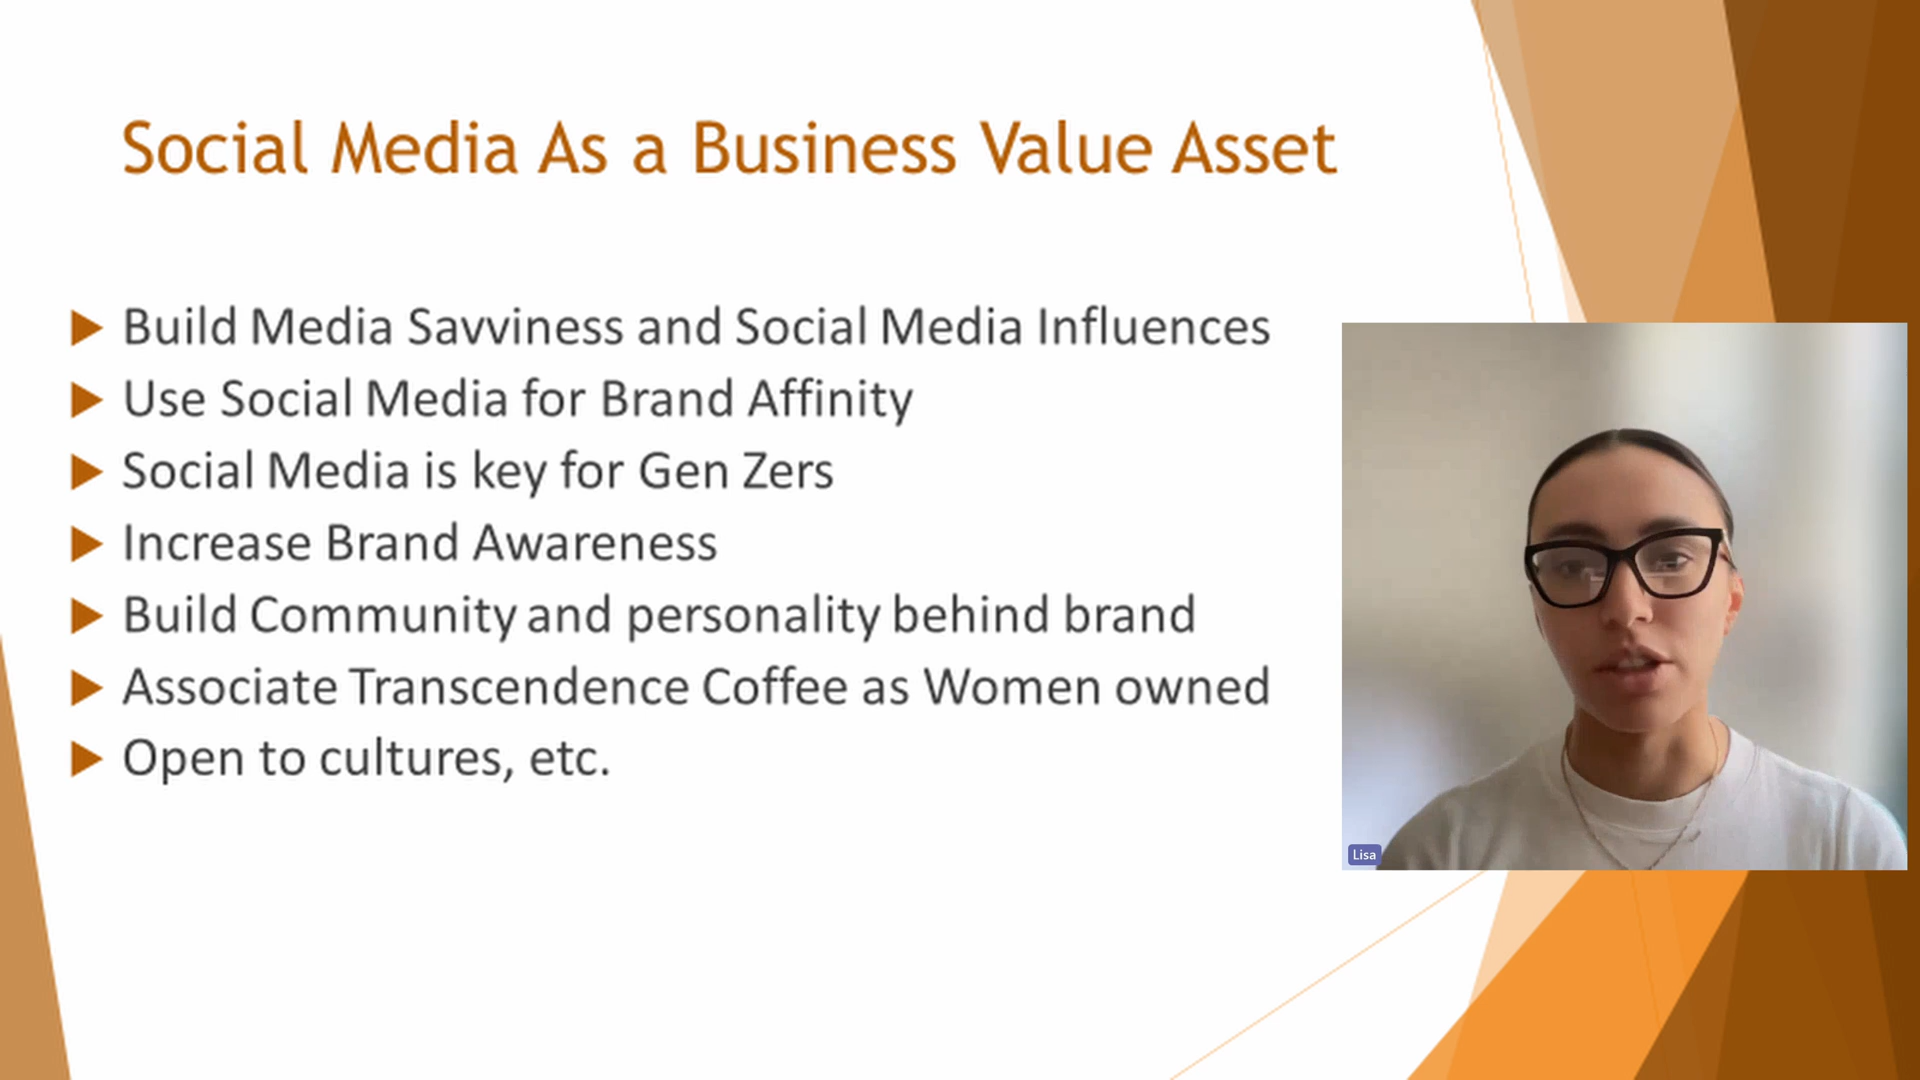 Social Media As a Business Value Asset
Build Media Savviness and Social Media Influences
Use Social Media for Brand Affinity
Social Media is key for Gen Zers
Increase Brand Awareness
Build Community and personality behind brand
Associate Transcendence Coffee as Women owned
Open to cultures, etc.
Lisa